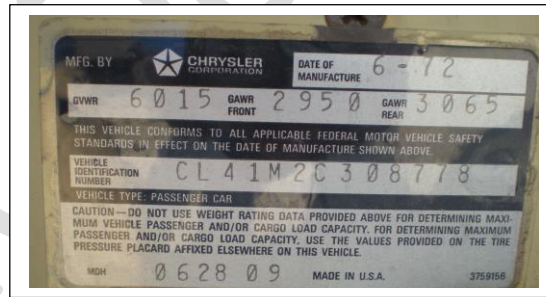 MFG. BY CHRYSLER CORPORATION DATE OF MANUFACTURE 6-72
GVWR 6015 GAWR FRONT 2950 GAWR REAR 3065
THIS VEHICLE CONFORMS TO ALL APPLICABLE FEDERAL MOTOR VEHICLE SAFETY
STANDARDS IN EFFECT ON THE DATE OF MANUFACTURE SHOWN ABOVE.
VEHICLE IDENTIFICATION NUMBER CL41M2C308778
VEHICLE TYPE: PASSENGER CAR
CAUTION—DO NOT USE WEIGHT RATING DATA PROVIDED ABOVE FOR DETERMINING MAXI-
MUM VEHICLE PASSENGER AND/OR CARGO LOAD CAPACITY. FOR DETERMINING MAXIMUM
PASSENGER AND/OR CARGO LOAD CAPACITY, USE THE VALUES PROVIDED ON THE TIRE
PRESSURE PLACARD AFFIXED ELSEWHERE ON THIS VEHICLE.
MDH 062809 MADE IN U.S.A. 3759156